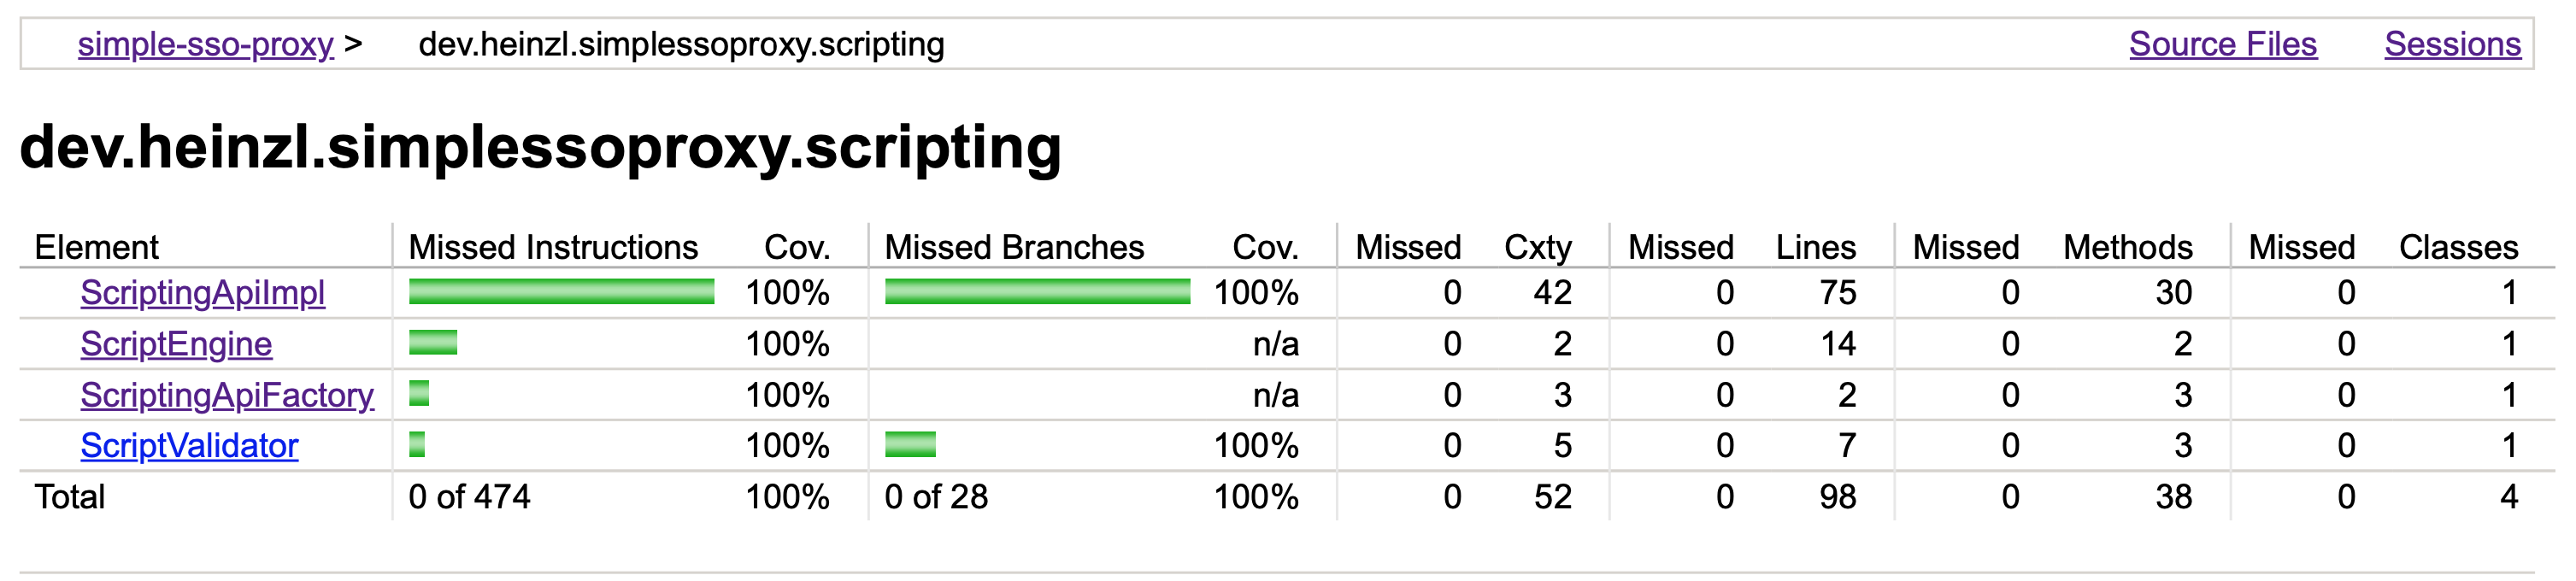 simple-sso-proxy > dev.heinzl.simplessoproxy.scripting Source Files Sessions
dev.heinzl.simplessoproxy.scripting
Element Missed Instructions Cov. Missed Branches Cov. Missed Cxty Missed Lines Missed Methods Missed Classes
ScriptingApiImpl 100% 100% 0 42 0 75 0 30 0 1
ScriptEngine 100% n/a 0 2 0 14 0 2 0 1
ScriptingApiFactory 100% n/a 0 3 0 2 0 3 0 1
ScriptValidator 100% 100% 0 5 0 7 0 3 0 1
Total 0 of 474 100% 0 of 28 100% 0 52 0 98 0 38 0 4